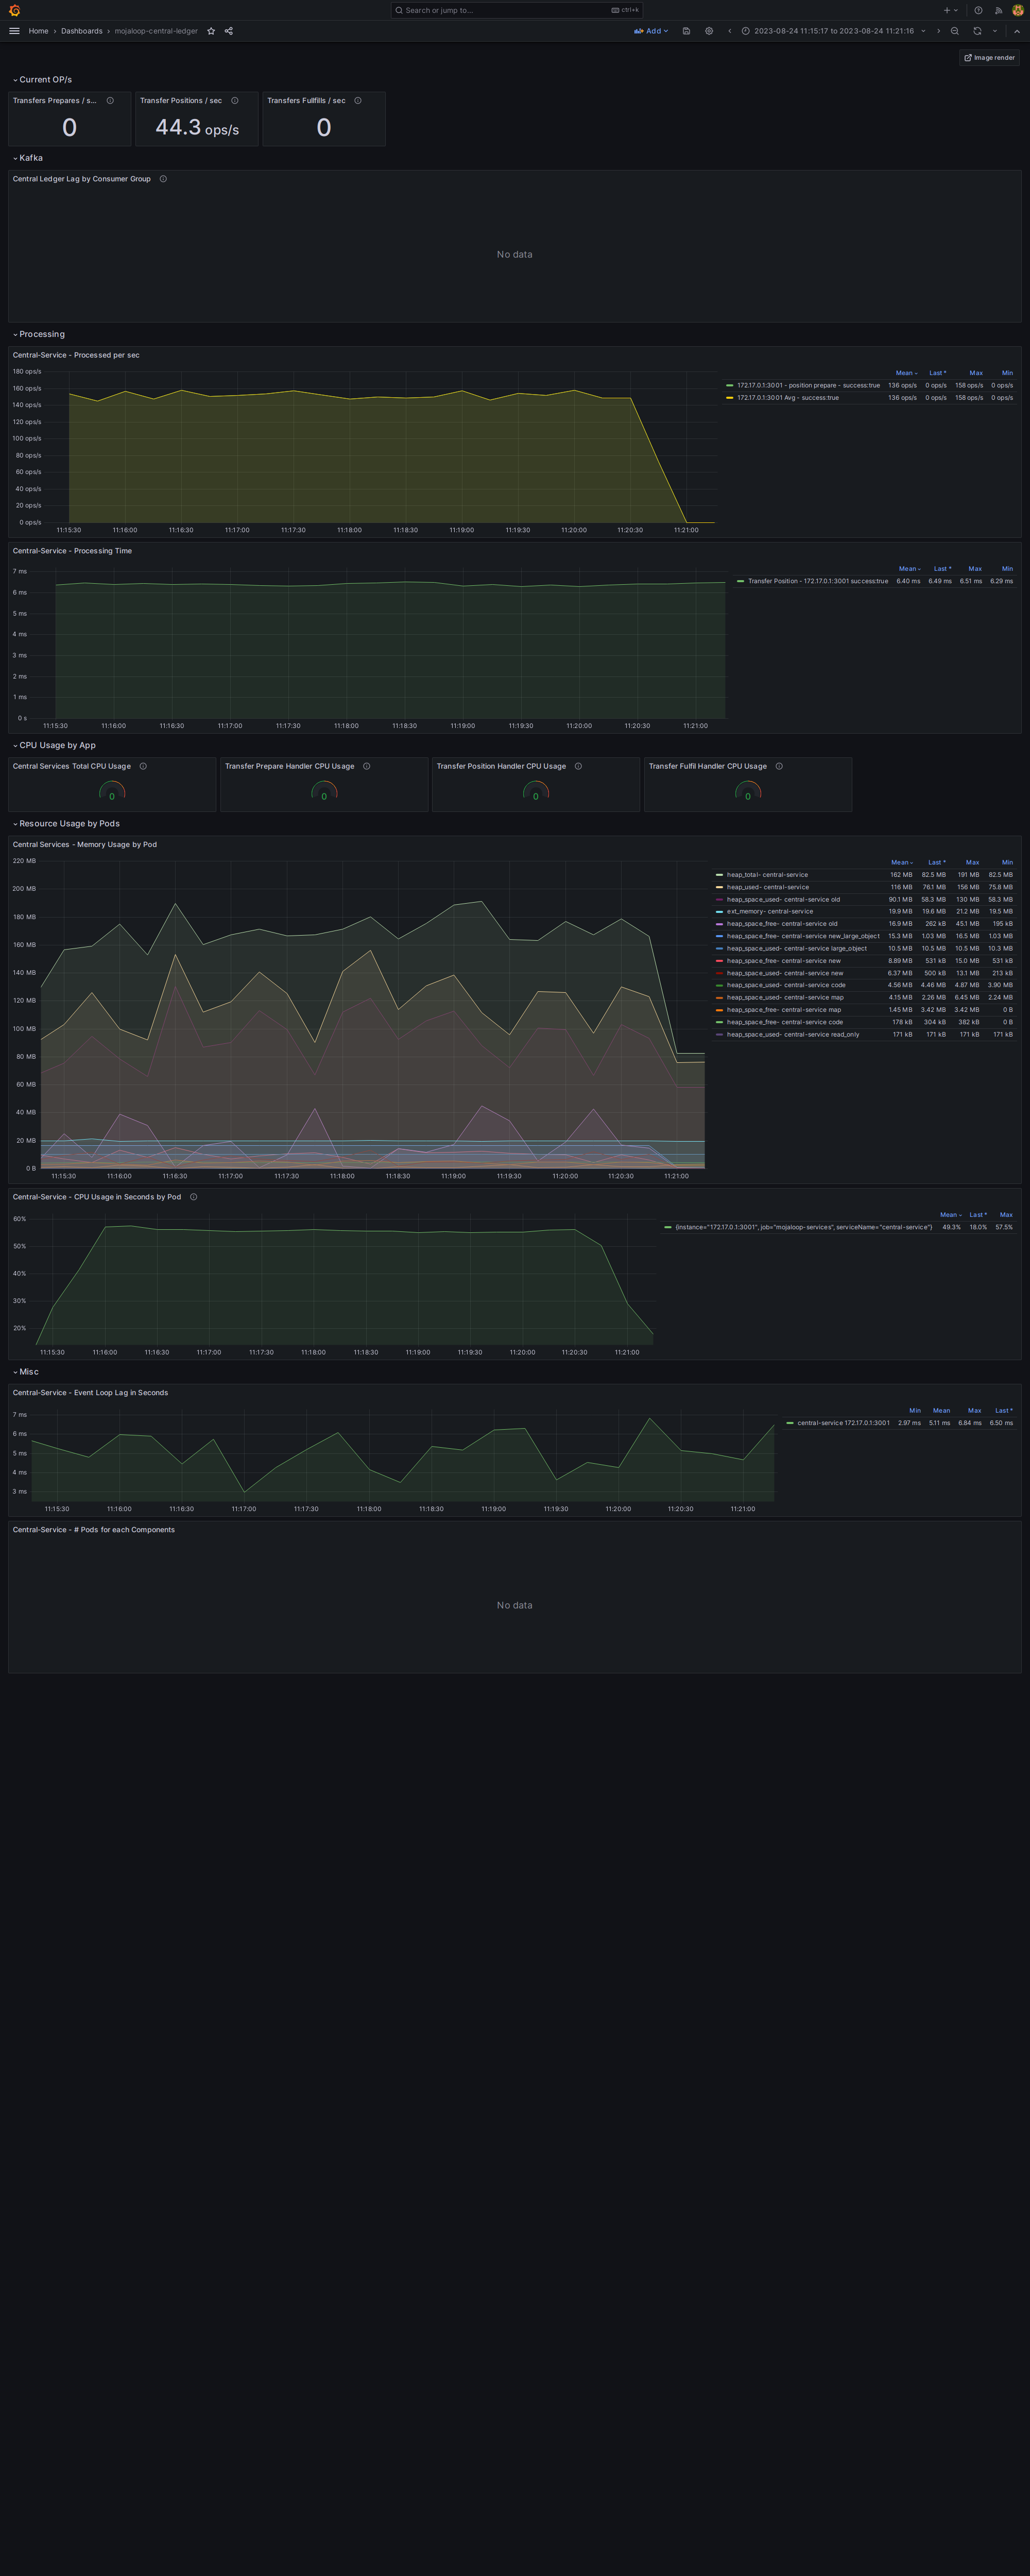 Search or jump to... ctrl+k
Home › Dashboards › mojaloop-central-ledger
Add
2023-08-24 11:15:17 to 2023-08-24 11:21:16
Image render
Current OP/s
Transfers Prepares / s...
0
Transfer Positions / sec
44.3 ops/s
Transfers Fullfills / sec
0
Kafka
Central Ledger Lag by Consumer Group
No data
Processing
Central-Service - Processed per sec
180 ops/s
160 ops/s
140 ops/s
120 ops/s
100 ops/s
80 ops/s
60 ops/s
40 ops/s
20 ops/s
0 ops/s
11:15:30 11:16:00 11:16:30 11:17:00 11:17:30 11:18:00 11:18:30 11:19:00 11:19:30 11:20:00 11:20:30 11:21:00
Mean Last * Max Min
172.17.0.1:3001 - position prepare - success:true 136 ops/s 0 ops/s 158 ops/s 0 ops/s
172.17.0.1:3001 Avg - success:true 136 ops/s 0 ops/s 158 ops/s 0 ops/s
Central-Service - Processing Time
7 ms
6 ms
5 ms
4 ms
3 ms
2 ms
1 ms
0 s
11:15:30 11:16:00 11:16:30 11:17:00 11:17:30 11:18:00 11:18:30 11:19:00 11:19:30 11:20:00 11:20:30 11:21:00
Mean Last * Max Min
Transfer Position - 172.17.0.1:3001 success:true 6.40 ms 6.49 ms 6.51 ms 6.29 ms
CPU Usage by App
Central Services Total CPU Usage
0
Transfer Prepare Handler CPU Usage
0
Transfer Position Handler CPU Usage
0
Transfer Fulfil Handler CPU Usage
0
Resource Usage by Pods
Central Services - Memory Usage by Pod
220 MB
200 MB
180 MB
160 MB
140 MB
120 MB
100 MB
80 MB
60 MB
40 MB
20 MB
0 B
11:15:30 11:16:00 11:16:30 11:17:00 11:17:30 11:18:00 11:18:30 11:19:00 11:19:30 11:20:00 11:20:30 11:21:00
Mean Last * Max Min
heap_total- central-service 162 MB 82.5 MB 191 MB 82.5 MB
heap_used- central-service 116 MB 76.1 MB 156 MB 75.8 MB
heap_space_used- central-service old 90.1 MB 58.3 MB 130 MB 58.3 MB
ext_memory- central-service 19.9 MB 19.6 MB 21.2 MB 19.5 MB
heap_space_free- central-service old 16.9 MB 262 kB 45.1 MB 195 kB
heap_space_free- central-service new_large_object 15.3 MB 1.03 MB 16.5 MB 1.03 MB
heap_space_used- central-service large_object 10.5 MB 10.5 MB 10.5 MB 10.3 MB
heap_space_free- central-service new 8.89 MB 531 kB 15.0 MB 531 kB
heap_space_used- central-service new 6.37 MB 500 kB 13.1 MB 213 kB
heap_space_used- central-service code 4.56 MB 4.46 MB 4.87 MB 3.90 MB
heap_space_used- central-service map 4.15 MB 2.26 MB 6.45 MB 2.24 MB
heap_space_free- central-service map 1.45 MB 3.42 MB 3.42 MB 0 B
heap_space_free- central-service code 178 kB 304 kB 382 kB 0 B
heap_space_used- central-service read_only 171 kB 171 kB 171 kB 171 kB
Central-Service - CPU Usage in Seconds by Pod
60%
50%
40%
30%
20%
11:15:30 11:16:00 11:16:30 11:17:00 11:17:30 11:18:00 11:18:30 11:19:00 11:19:30 11:20:00 11:20:30 11:21:00
Mean Last * Max
{instance="172.17.0.1:3001", job="mojaloop-services", serviceName="central-service"} 49.3% 18.0% 57.5%
Misc
Central-Service - Event Loop Lag in Seconds
7 ms
6 ms
5 ms
4 ms
3 ms
11:15:30 11:16:00 11:16:30 11:17:00 11:17:30 11:18:00 11:18:30 11:19:00 11:19:30 11:20:00 11:20:30 11:21:00
Min Mean Max Last *
central-service 172.17.0.1:3001 2.97 ms 5.11 ms 6.84 ms 6.50 ms
Central-Service - # Pods for each Components
No data